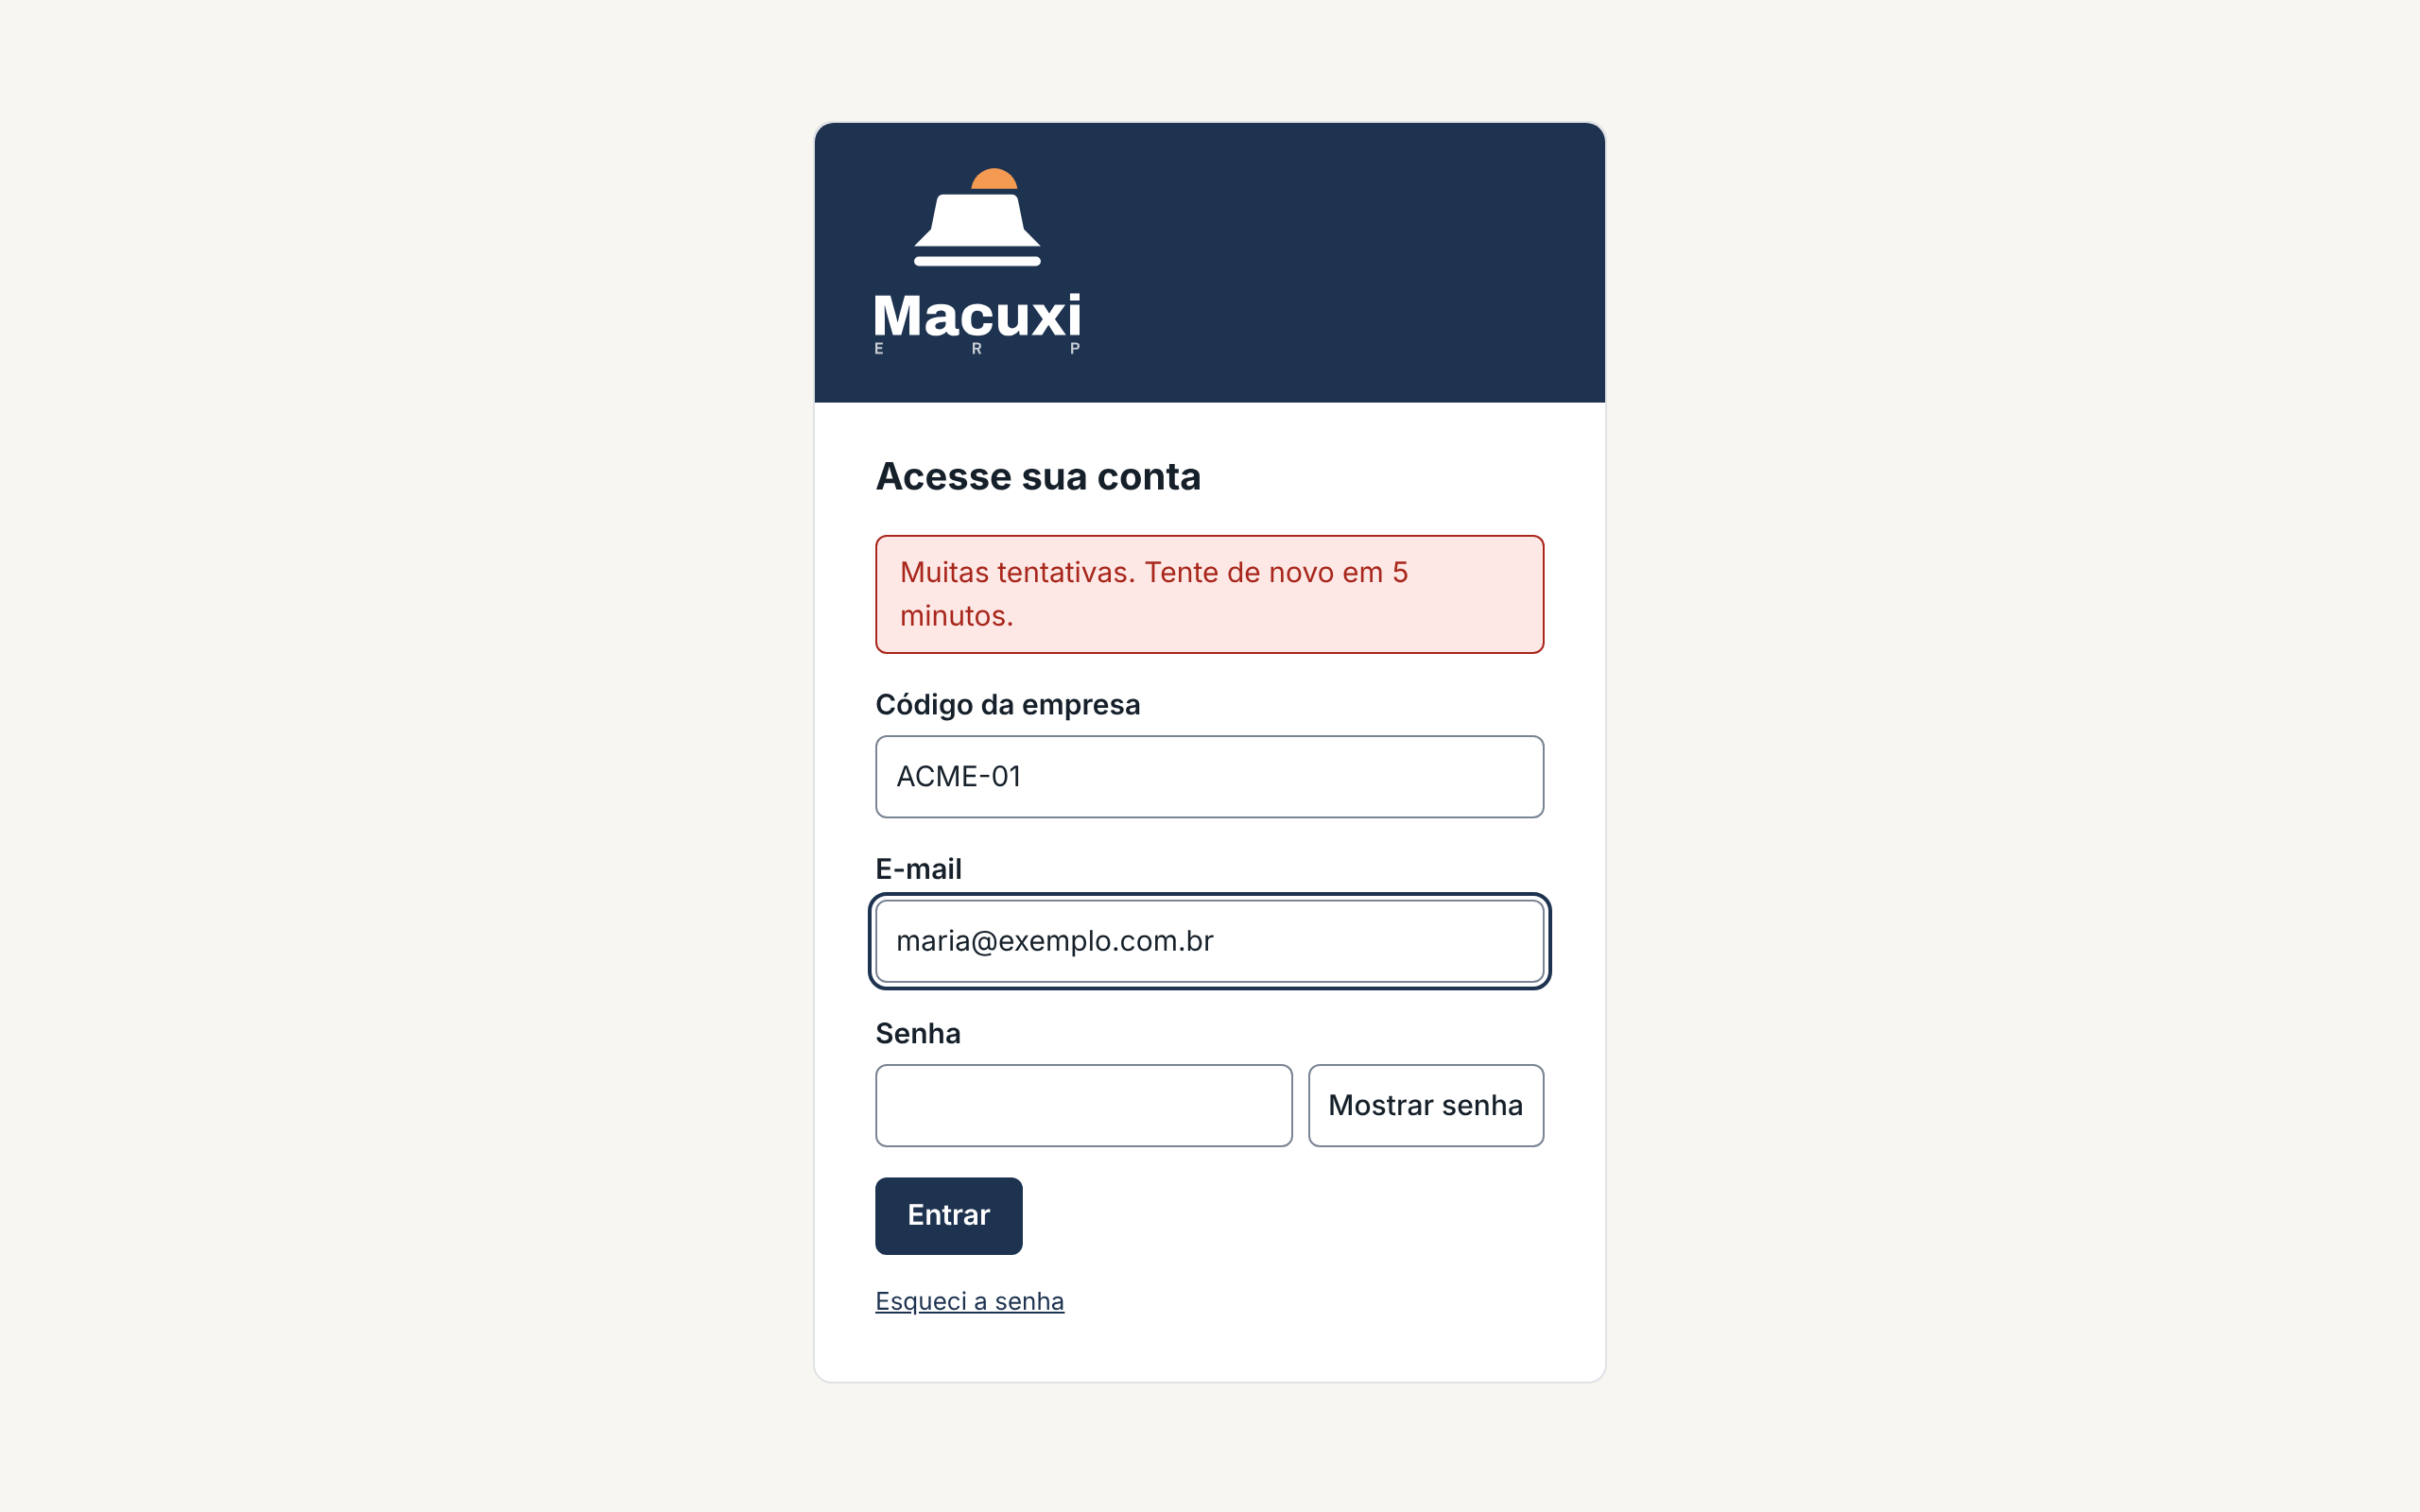 Macuxi
E R P
Acesse sua conta
Muitas tentativas. Tente de novo em 5
minutos.
Código da empresa
ACME-01
E-mail
maria@exemplo.com.br
Senha
Mostrar senha
Entrar
Esqueci a senha